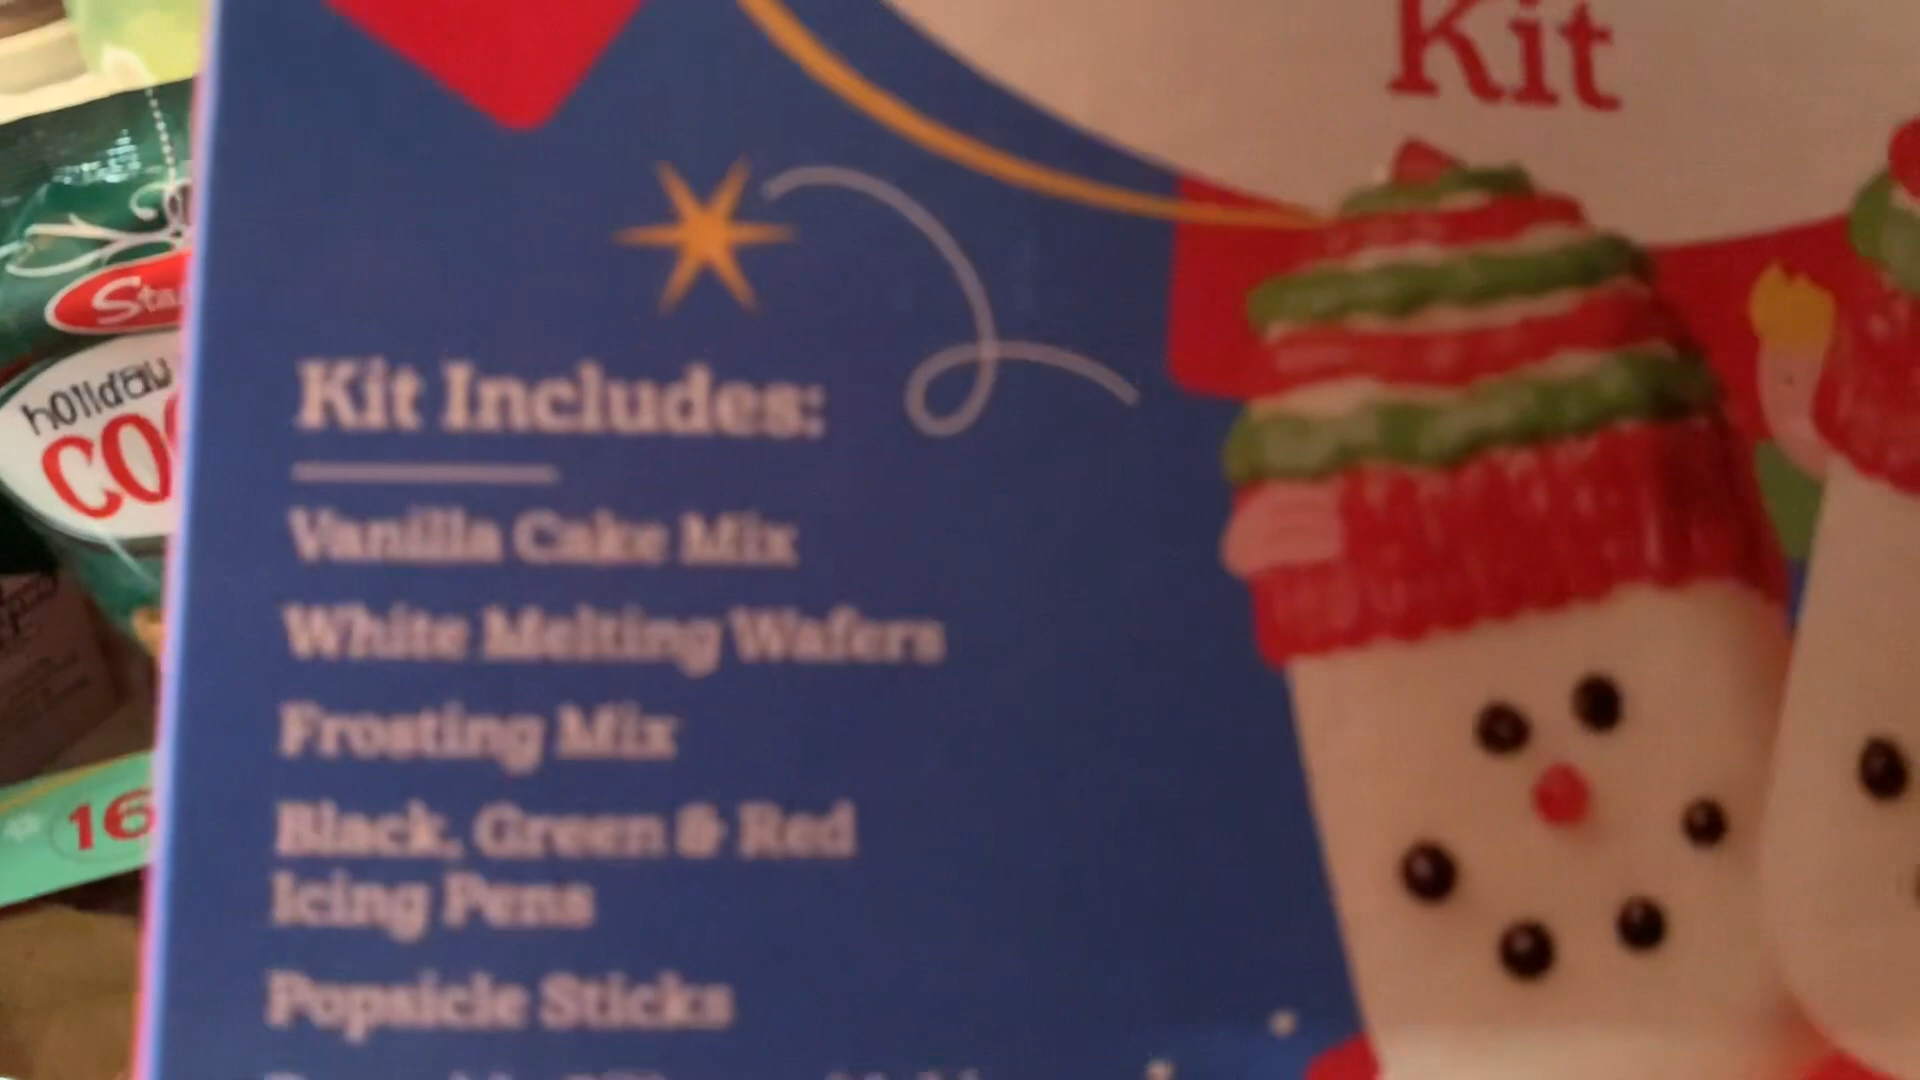 Kit
Kit Includes:
Vanilla Cake Mix
White Melting Wafers
Frosting Mix
Black, Green & Red
Icing Pens
Popsicle Sticks
holiday
16